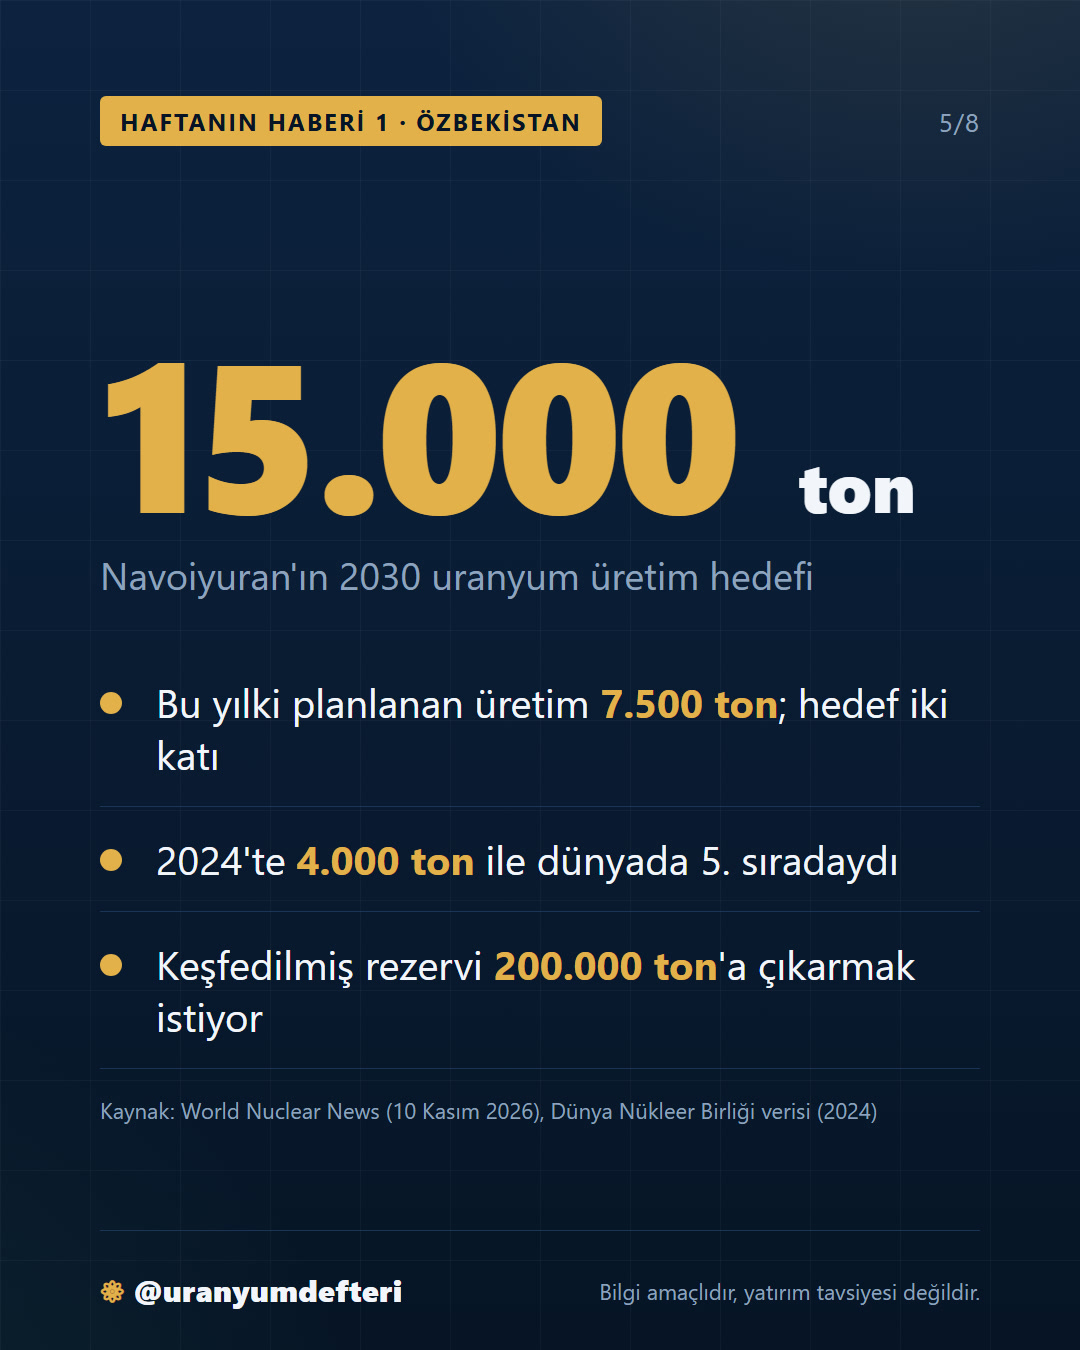 HAFTANIN HABERİ 1 · ÖZBEKİSTAN
5/8
15.000 ton
Navoiyuran'ın 2030 uranyum üretim hedefi
Bu yılki planlanan üretim 7.500 ton; hedef iki
katı
2024'te 4.000 ton ile dünyada 5. sıradaydı
Keşfedilmiş rezervi 200.000 ton'a çıkarmak
istiyor
Kaynak: World Nuclear News (10 Kasım 2026), Dünya Nükleer Birliği verisi (2024)
@uranyumdefteri
Bilgi amaçlıdır, yatırım tavsiyesi değildir.